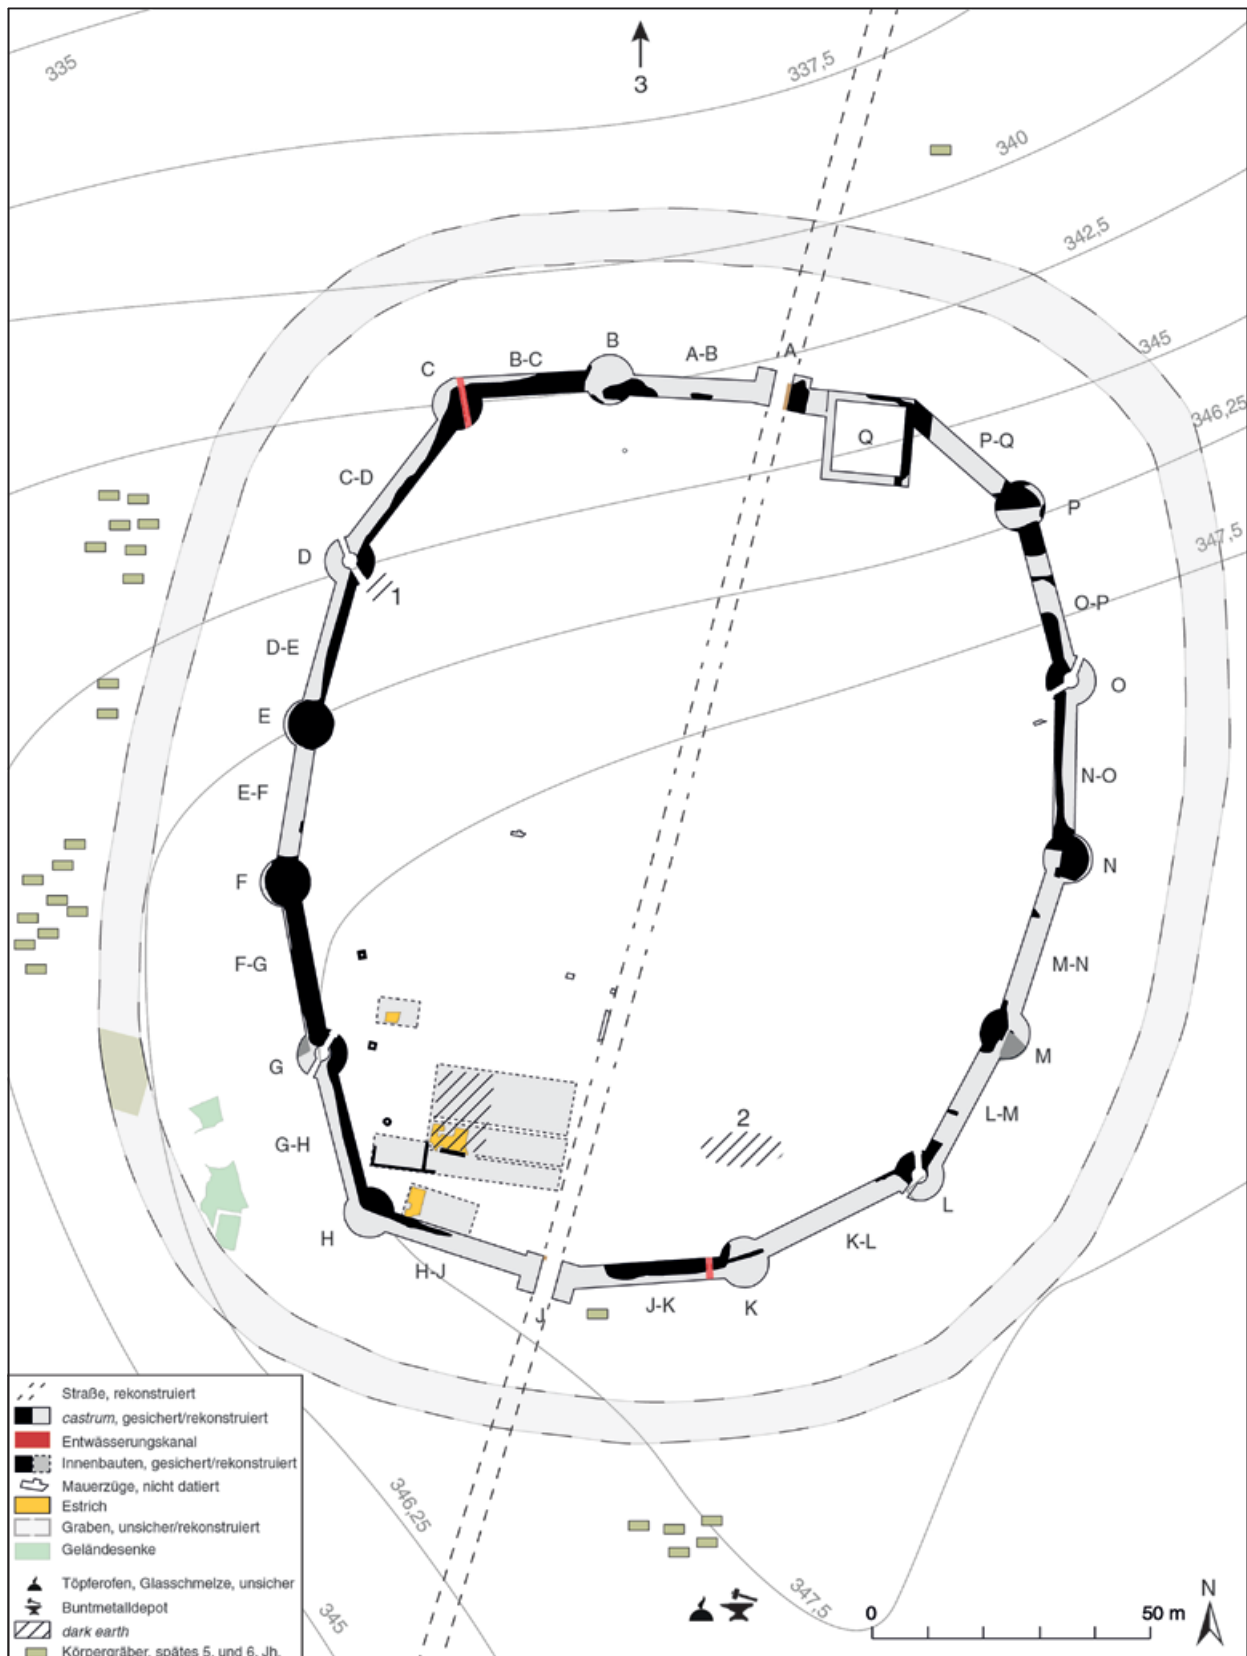 335
3
337,5
340
342,5
345
346,25
347,5
B
A-B
A
B-C
C
Q
P-Q
C-D
P
D
1
O-P
D-E
O
E
E-F
N-O
F
N
F-G
M-N
G
M
2
L-M
G-H
H
L
K-L
H-J
J
J-K
K
Straße, rekonstruiert
castrum, gesichert/rekonstruiert
Entwässerungskanal
Innenbauten, gesichert/rekonstruiert
Mauerzüge, nicht datiert
Estrich
Graben, unsicher/rekonstruiert
Geländesenke
Töpferofen, Glasschmelze, unsicher
Buntmetalldepot
dark earth
Körpergräber, spätes 5. und 6. Jh.
346,25
345
347,5
0
50 m
N